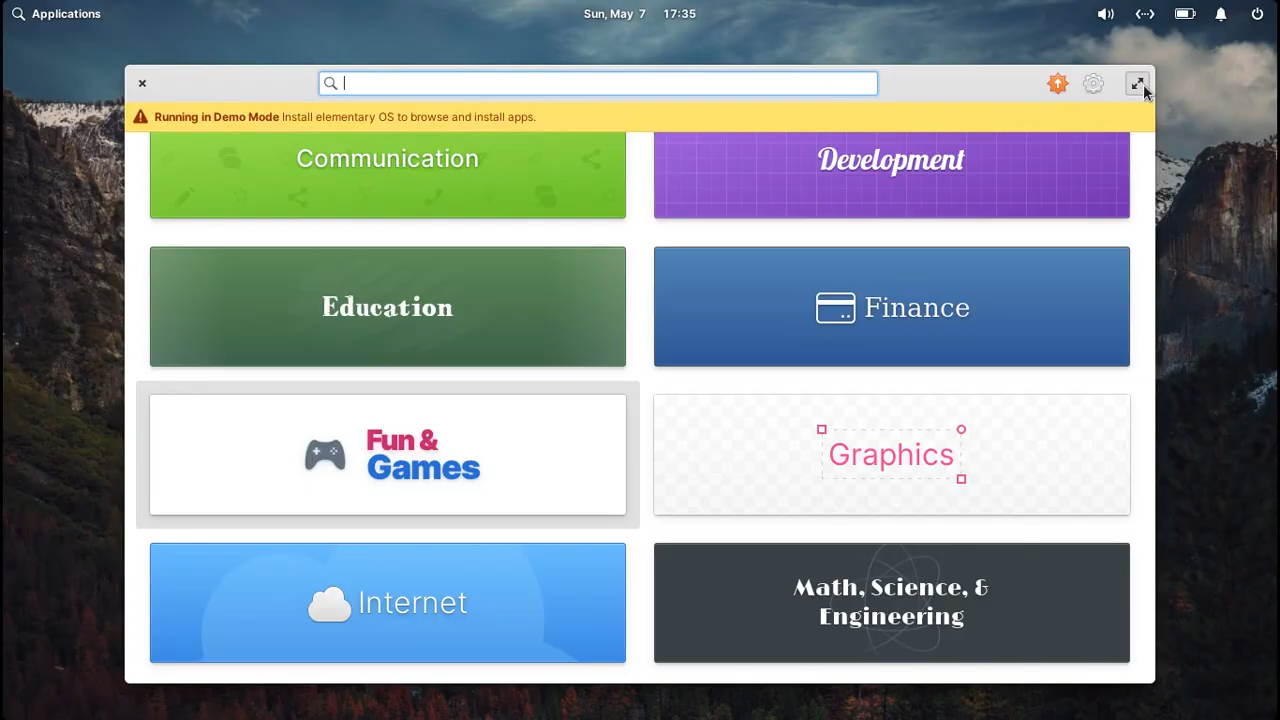 Applications
Sun, May 7 17:35
Running in Demo Mode Install elementary OS to browse and install apps.
Communication
Development
Education
Finance
Fun &
Games
Graphics
Internet
Math, Science, &
Engineering